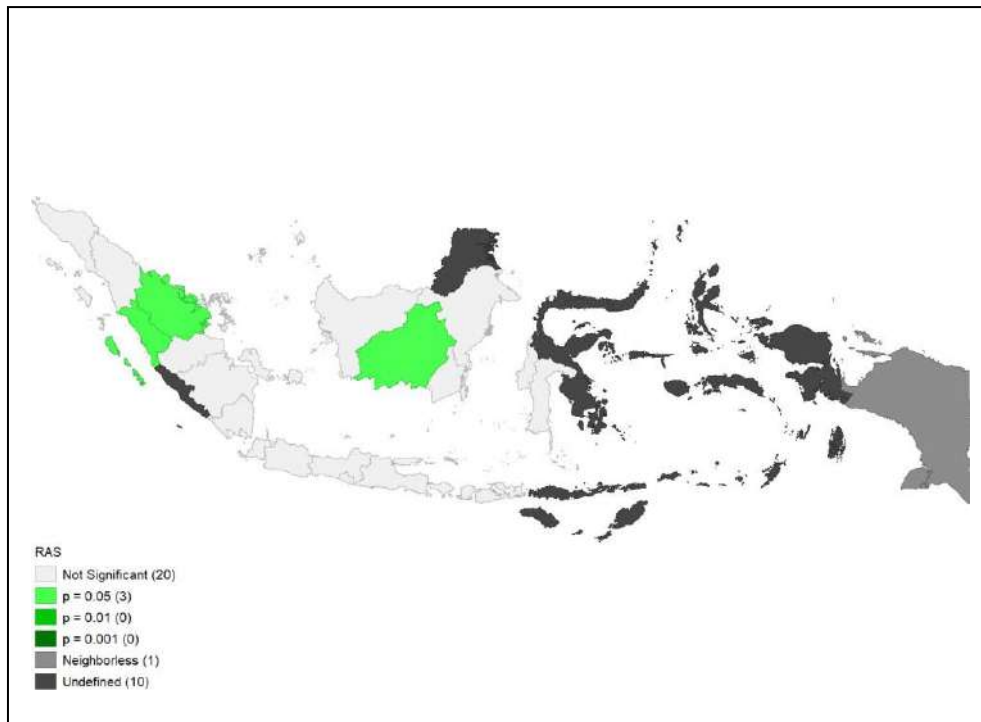 RAS
Not Significant (20)
p = 0.05 (3)
p = 0.01 (0)
p = 0.001 (0)
Neighborless (1)
Undefined (10)